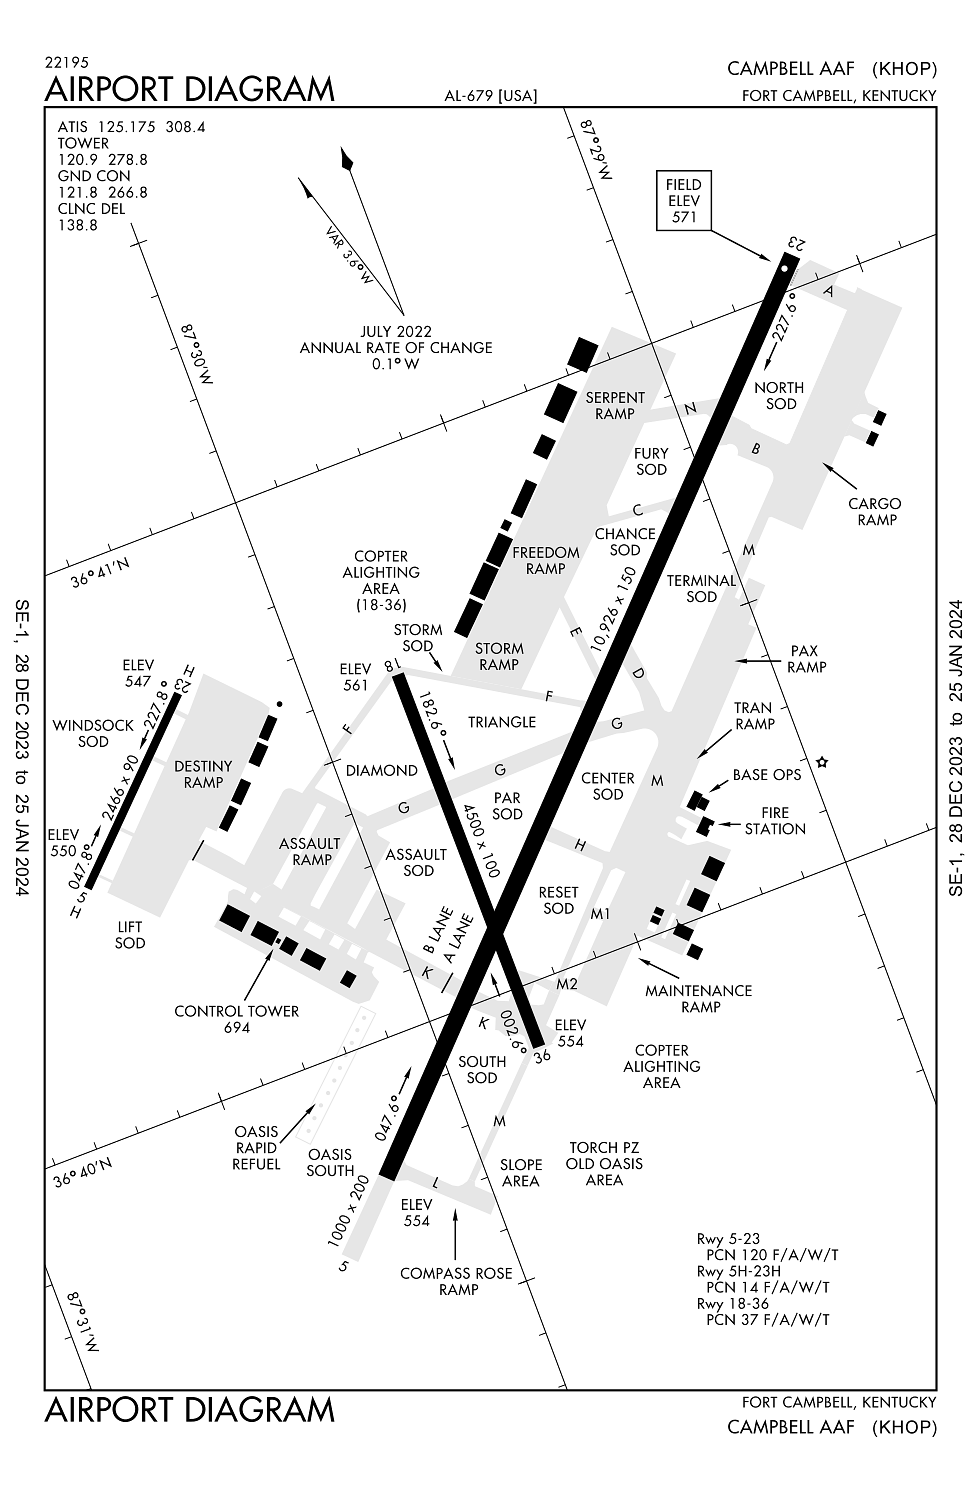 22195
AIRPORT DIAGRAM
AL-679 [USA]
CAMPBELL AAF (KHOP)
FORT CAMPBELL, KENTUCKY
ATIS 125.175 308.4
TOWER
120.9 278.8
GND CON
121.8 266.8
CLNC DEL
138.8
87°29'W
FIELD
ELEV
571
23
VAR 3.6°W
JULY 2022
ANNUAL RATE OF CHANGE
0.1°W
87°30'W
A
227.6°
NORTH
SOD
SERPENT
RAMP
N
B
FURY
SOD
CARGO
RAMP
C
CHANCE
SOD
FREEDOM
RAMP
M
36°41'N
COPTER
ALIGHTING
AREA
(18-36)
TERMINAL
SOD
10,926 x 150
STORM
SOD
STORM
RAMP
E
PAX
RAMP
ELEV
547
H
23
ELEV
561
18
D
F
F
227.8°
182.6°
WINDSOCK
SOD
TRIANGLE
G
TRAN
RAMP
DESTINY
RAMP
DIAMOND
G
CENTER
SOD
M
BASE OPS
2466 x 90
PAR
SOD
G
FIRE
STATION
ELEV
550
047.8°
5
H
ASSAULT
RAMP
ASSAULT
SOD
4500 x 100
H
RESET
SOD
M1
LIFT
SOD
B LANE
A LANE
K
M2
MAINTENANCE
RAMP
CONTROL TOWER
694
K
002.6°
36
ELEV
554
SOUTH
SOD
COPTER
ALIGHTING
AREA
047.6°
M
OASIS
RAPID
REFUEL
OASIS
SOUTH
SLOPE
AREA
TORCH PZ
OLD OASIS
AREA
36°40'N
L
ELEV
554
1000 x 200
5
COMPASS ROSE
RAMP
Rwy 5-23
PCN 120 F/A/W/T
Rwy 5H-23H
PCN 14 F/A/W/T
Rwy 18-36
PCN 37 F/A/W/T
87°31'W
SE-1, 28 DEC 2023 to 25 JAN 2024
SE-1, 28 DEC 2023 to 25 JAN 2024
AIRPORT DIAGRAM
FORT CAMPBELL, KENTUCKY
CAMPBELL AAF (KHOP)